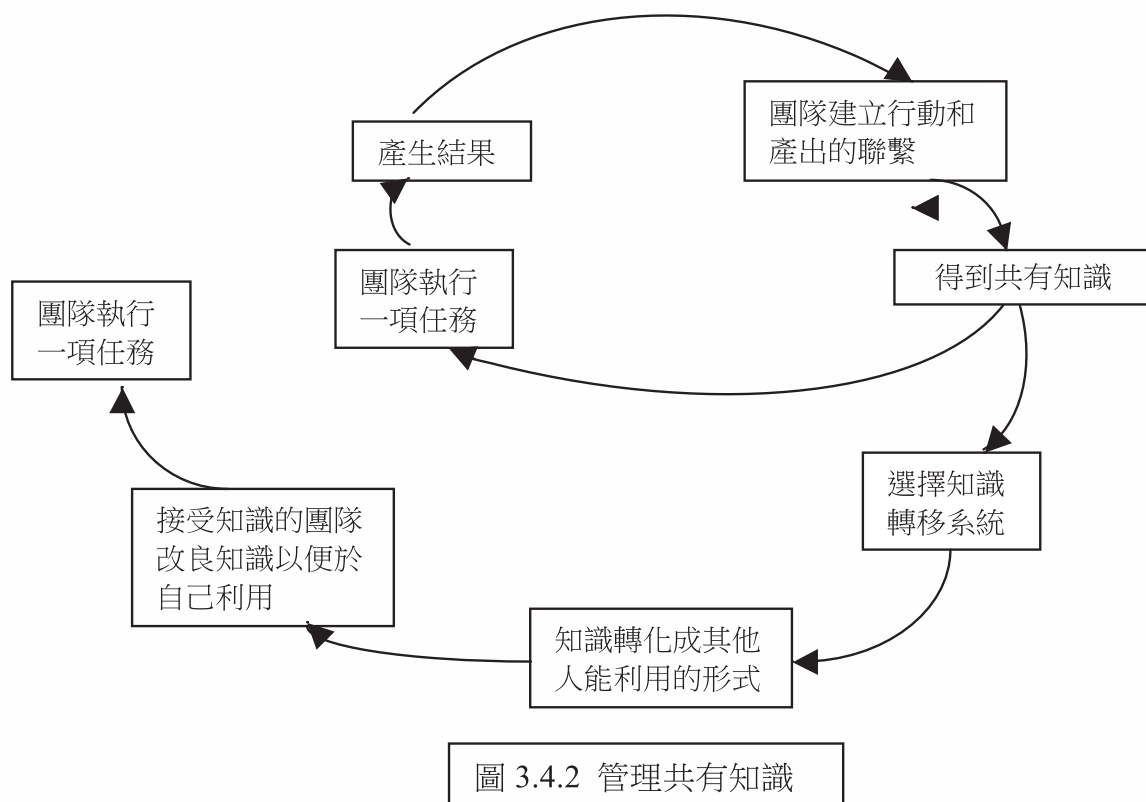 團隊建立行動和
產出的聯繫
產生結果
團隊執行
一項任務
得到共有知識
團隊執行
一項任務
選擇知識
轉移系統
接受知識的團隊
改良知識以便於
自己利用
知識轉化成其他
人能利用的形式
圖 3.4.2 管理共有知識